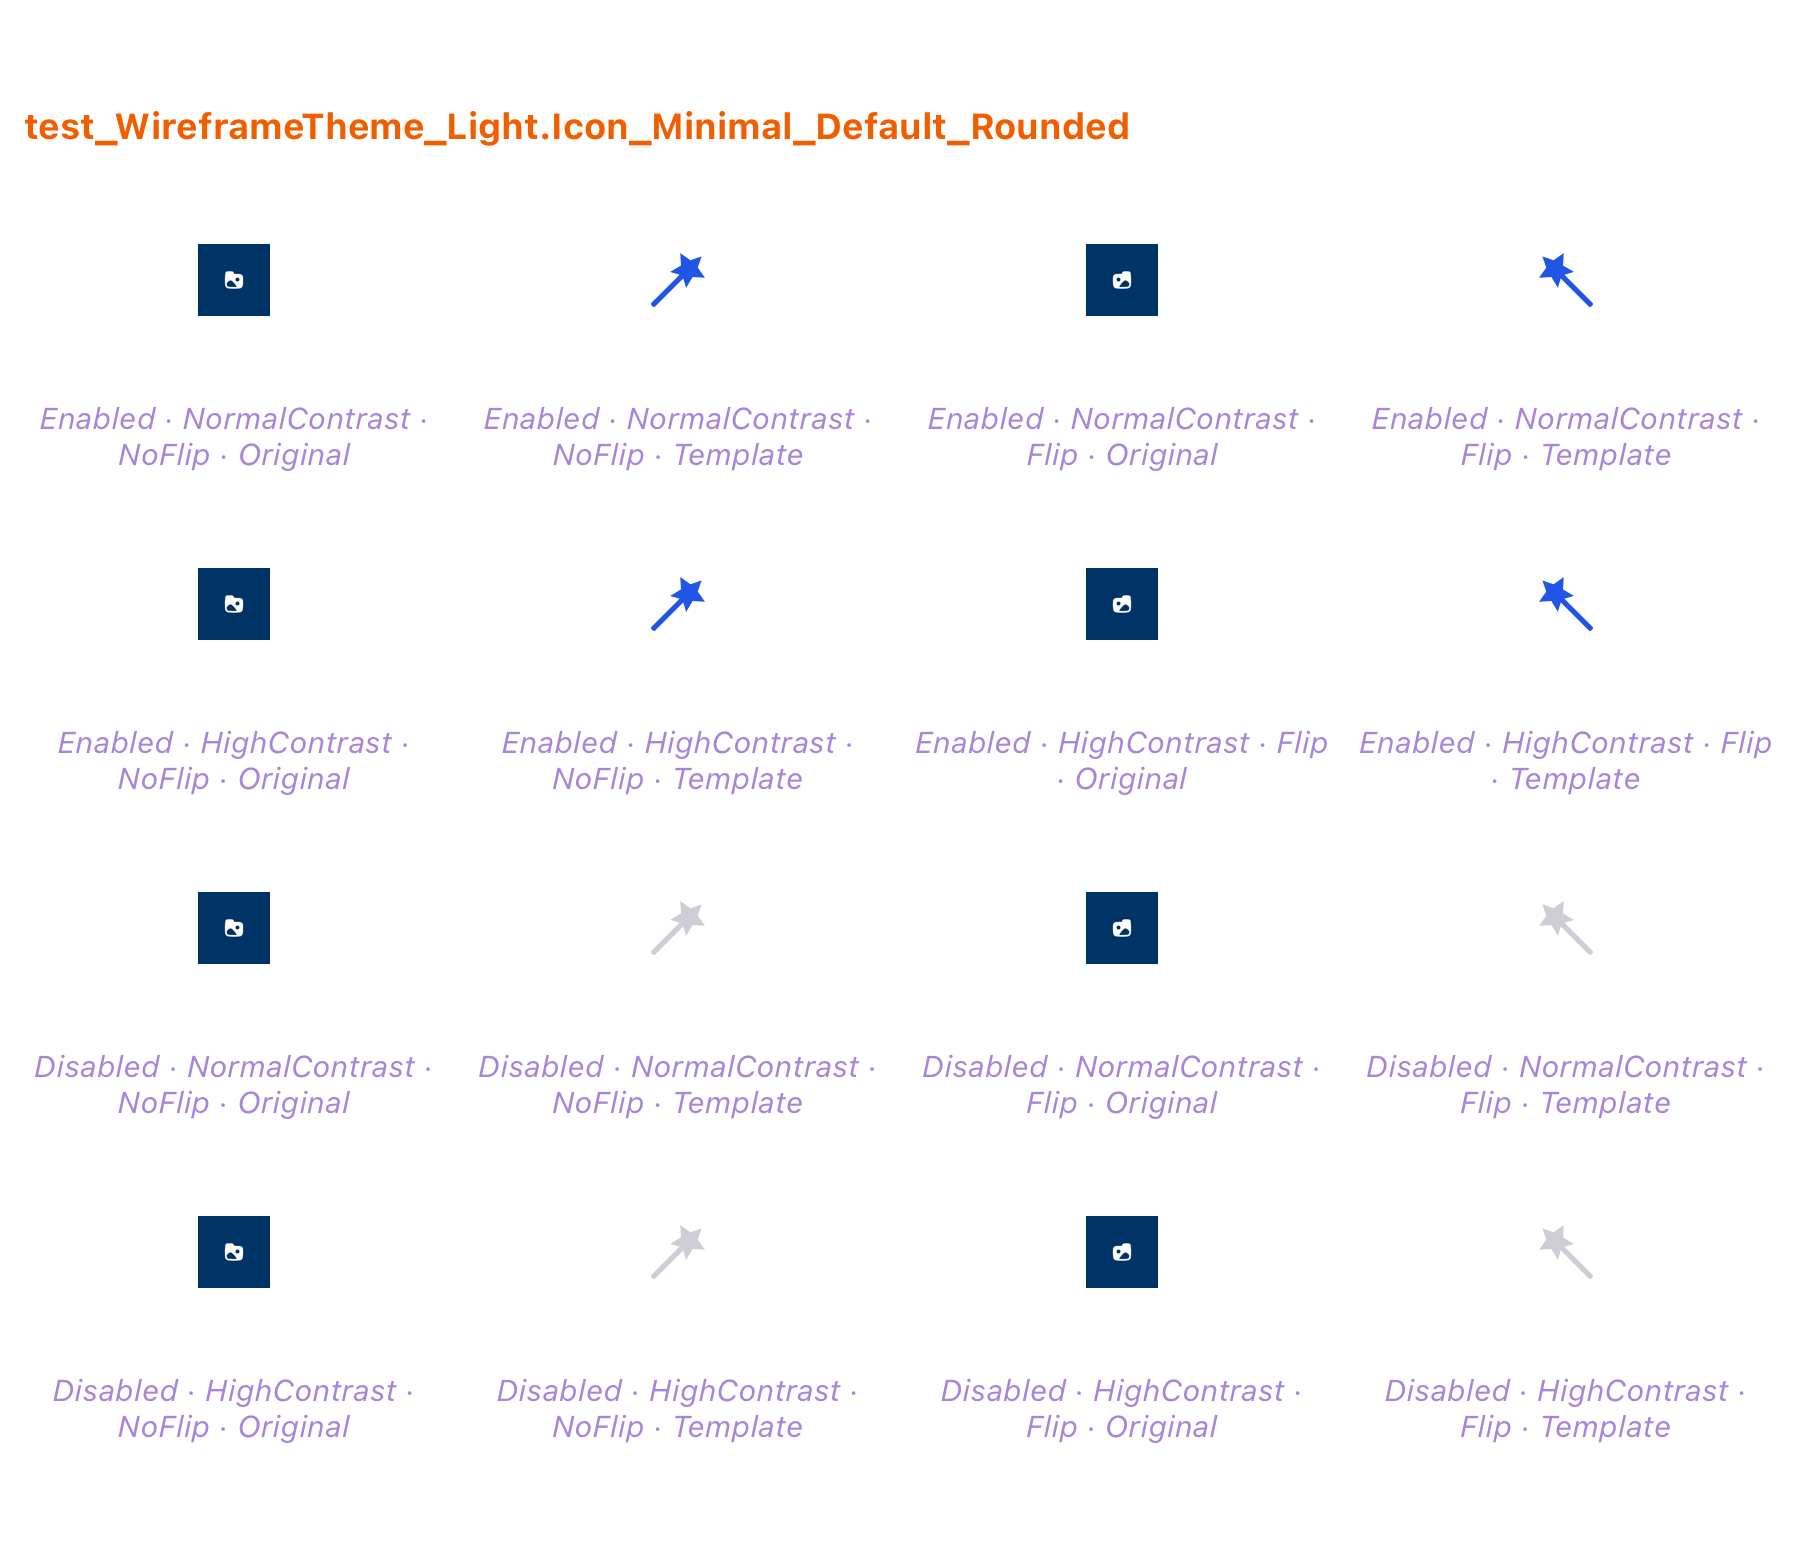 test_WireframeTheme_Light.Icon_Minimal_Default_Rounded
Enabled · NormalContrast ·
NoFlip · Original
Enabled · NormalContrast ·
NoFlip · Template
Enabled · NormalContrast ·
Flip · Original
Enabled · NormalContrast ·
Flip · Template
Enabled · HighContrast ·
NoFlip · Original
Enabled · HighContrast ·
NoFlip · Template
Enabled · HighContrast · Flip
· Original
Enabled · HighContrast · Flip
· Template
Disabled · NormalContrast ·
NoFlip · Original
Disabled · NormalContrast ·
NoFlip · Template
Disabled · NormalContrast ·
Flip · Original
Disabled · NormalContrast ·
Flip · Template
Disabled · HighContrast ·
NoFlip · Original
Disabled · HighContrast ·
NoFlip · Template
Disabled · HighContrast ·
Flip · Original
Disabled · HighContrast ·
Flip · Template